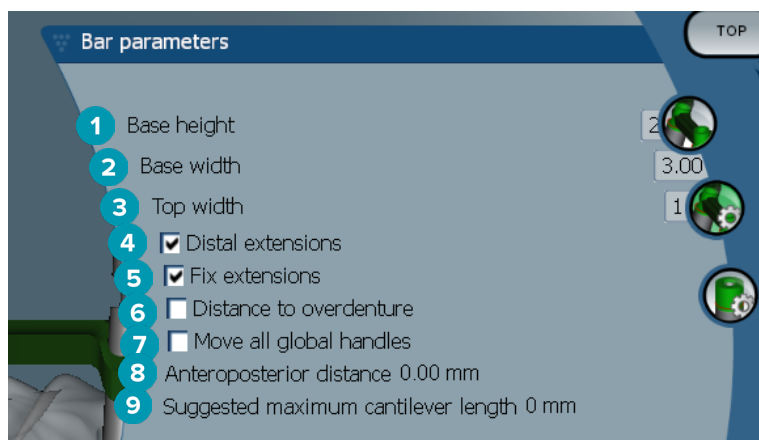 Bar parameters
TOP
1 Base height 2
2 Base width 3.00
3 Top width 1
4 Distal extensions
5 Fix extensions
6 Distance to overdenture
7 Move all global handles
8 Anteroposterior distance 0.00 mm
9 Suggested maximum cantilever length 0 mm